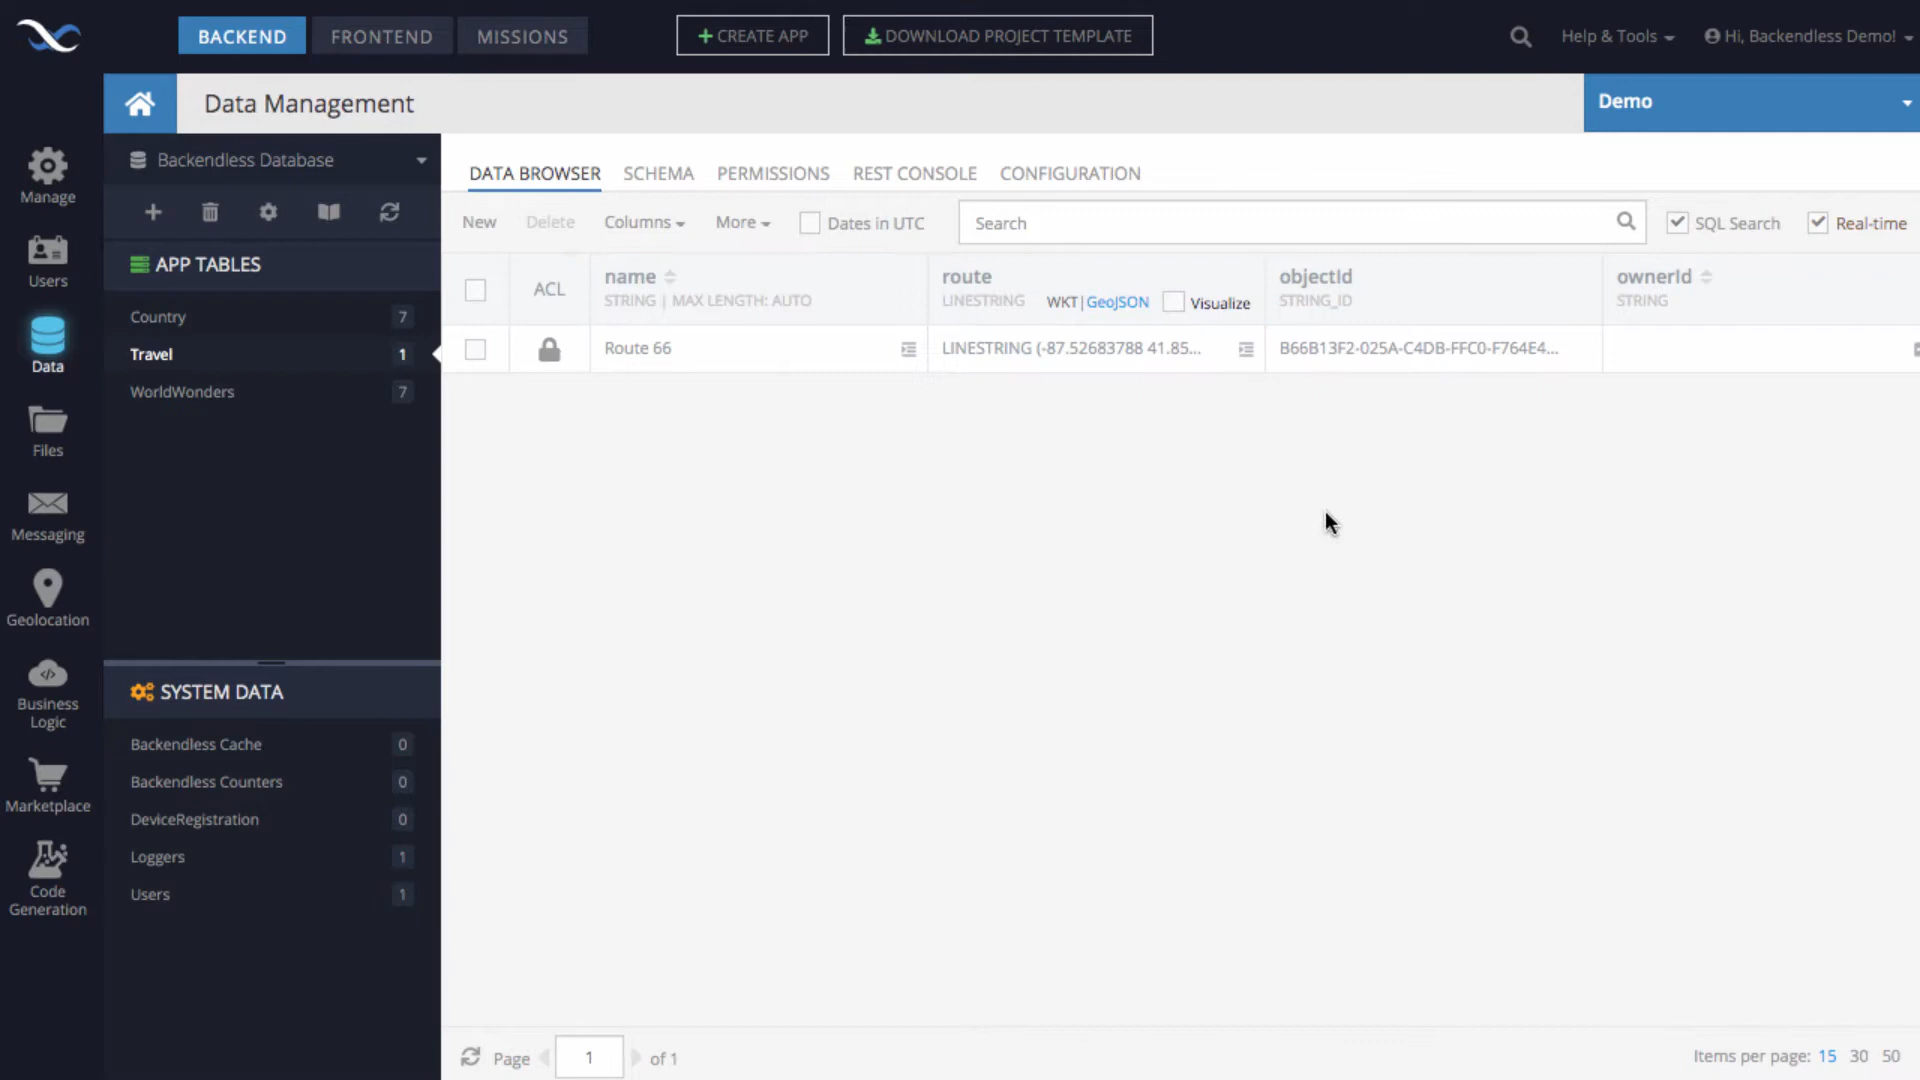 BACKEND FRONTEND MISSIONS CREATE APP DOWNLOAD PROJECT TEMPLATE Help & Tools Hi, Backendless Demo!
Data Management Demo
Manage
Users
Data
Files
Messaging
Geolocation
Business
Logic
Marketplace
Code
Generation
Backendless Database
APP TABLES
Country 7
Travel 1
WorldWonders 7
SYSTEM DATA
Backendless Cache 0
Backendless Counters 0
DeviceRegistration 0
Loggers 1
Users 1
DATA BROWSER SCHEMA PERMISSIONS REST CONSOLE CONFIGURATION
New Delete Columns More Dates in UTC Search SQL Search Real-time
ACL name route objectId ownerId
STRING | MAX LENGTH: AUTO LINESTRING WKT|GeoJSON Visualize STRING_ID STRING
Route 66 LINESTRING (-87.52683788 41.85... B66B13F2-025A-C4DB-FFC0-F764E4...
Page 1 of 1 Items per page: 15 30 50